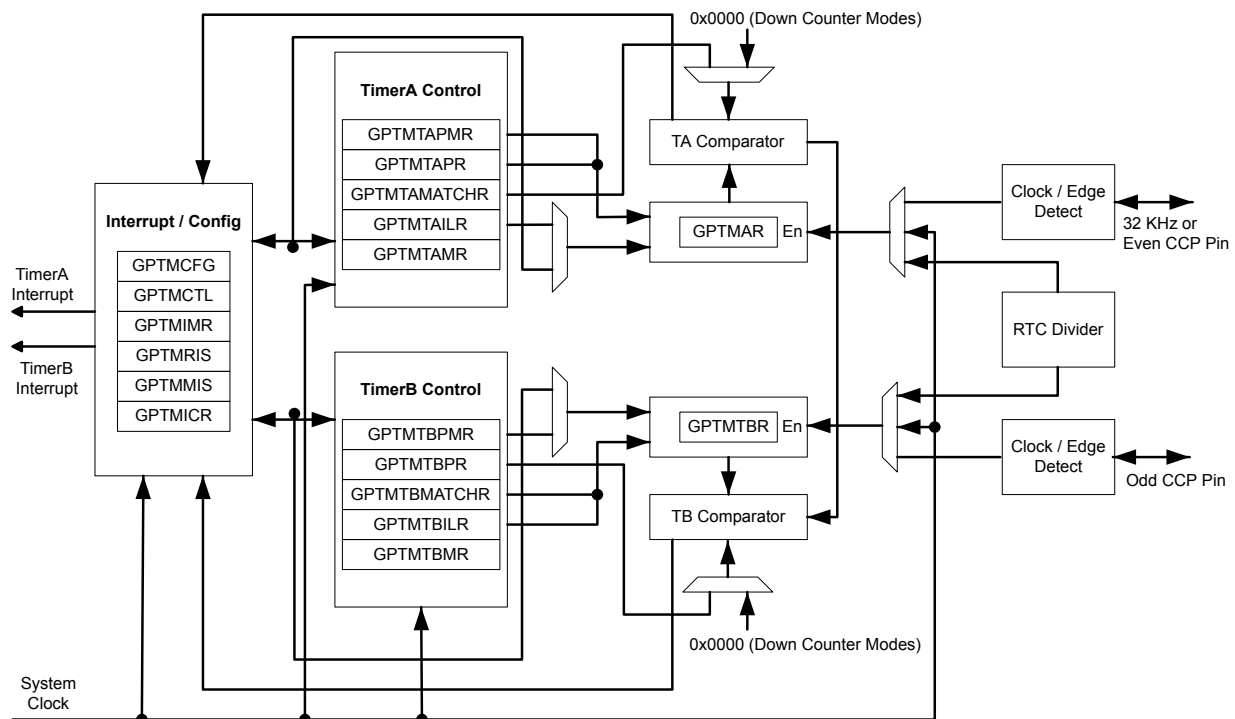 0x0000 (Down Counter Modes)
TimerA Control
GPTMTAPMR
GPTMTAPR
GPTMTAMATCHR
GPTMTAILR
GPTMTAMR
TA Comparator
GPTMAR
En
Clock / Edge
Detect
32 KHz or
Even CCP Pin
Interrupt / Config
GPTMCFG
GPTMCTL
GPTMIMR
GPTMRIS
GPTMMIS
GPTMICR
TimerA
Interrupt
TimerB
Interrupt
RTC Divider
TimerB Control
GPTMTBPMR
GPTMTBPR
GPTMTBMATCHR
GPTMTBILR
GPTMTBMR
GPTMTBR
En
TB Comparator
Clock / Edge
Detect
Odd CCP Pin
0x0000 (Down Counter Modes)
System
Clock